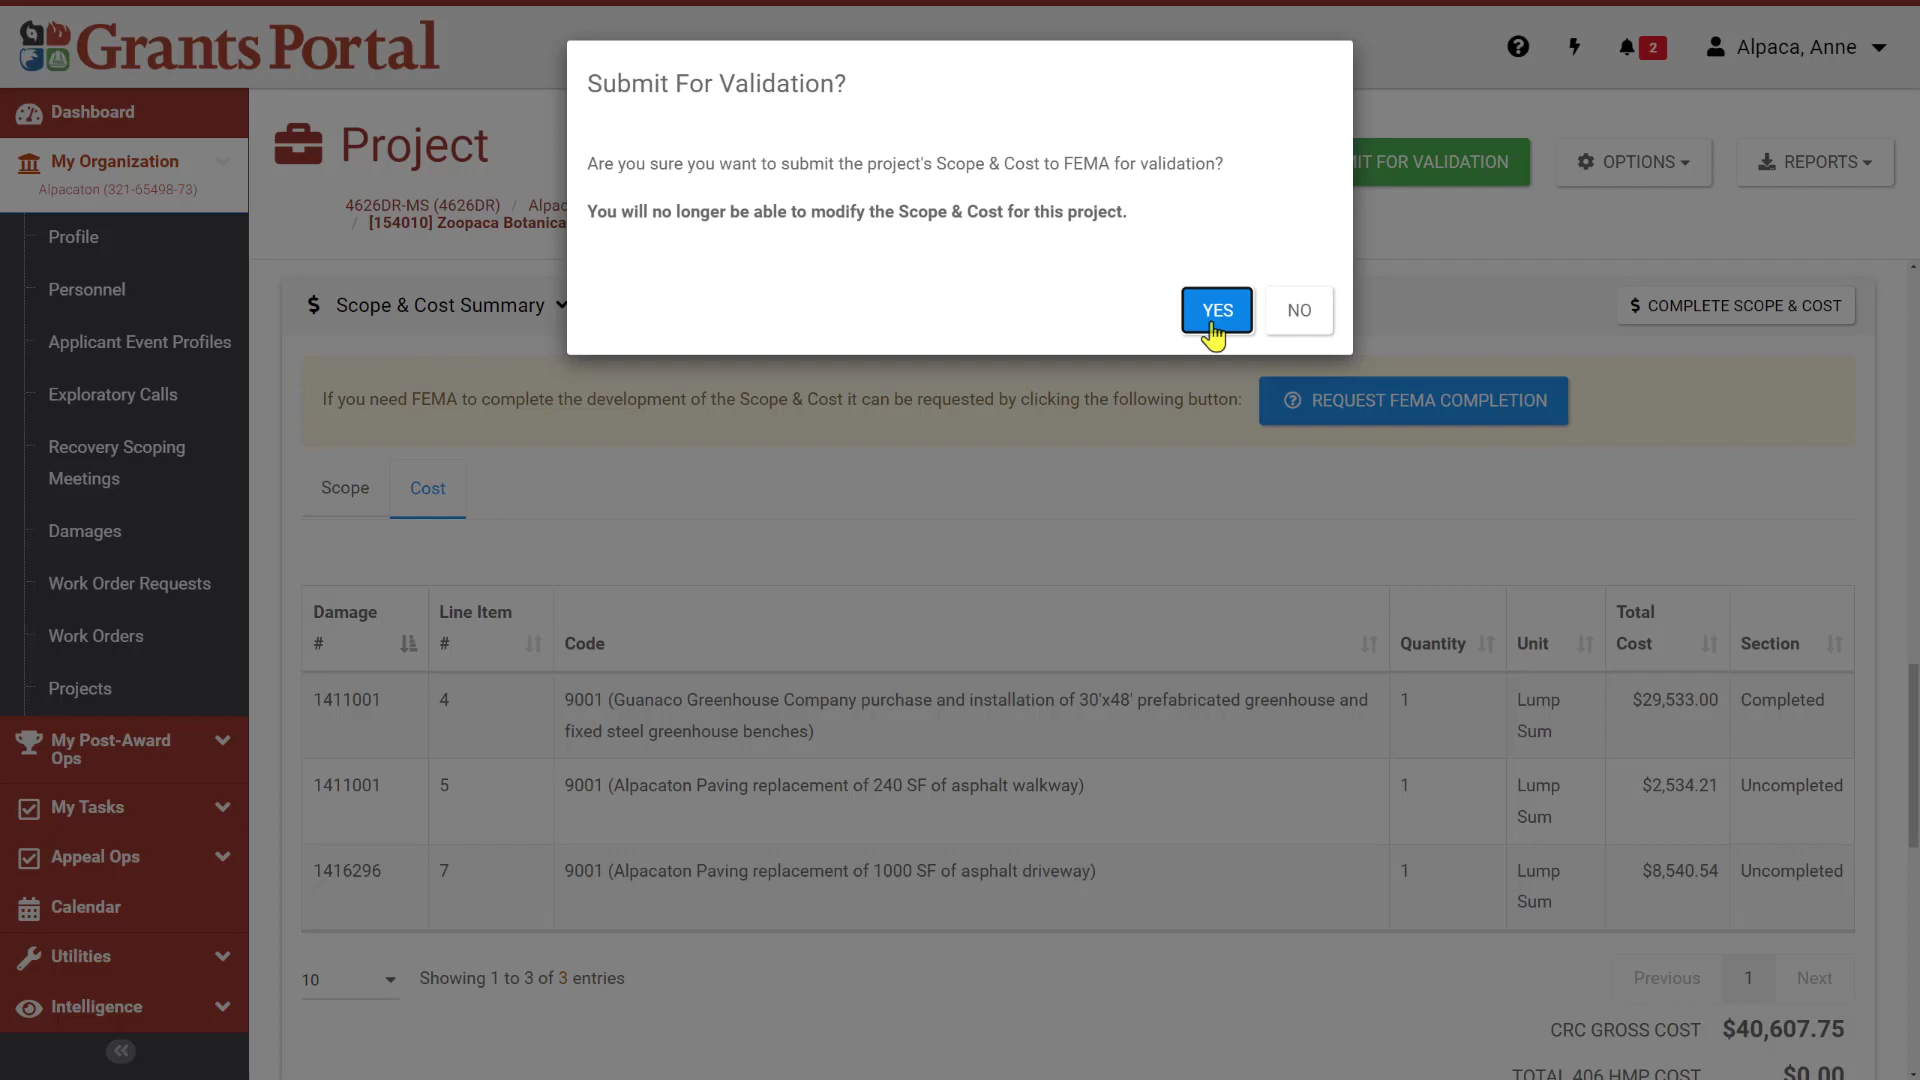 Grants Portal
2
Alpaca, Anne
Dashboard
My Organization
Alpacaton (321-65498-73)
Profile
Personnel
Applicant Event Profiles
Exploratory Calls
Recovery Scoping
Meetings
Damages
Work Order Requests
Work Orders
Projects
My Post-Award
Ops
My Tasks
Appeal Ops
Calendar
Utilities
Intelligence
Project
4626DR-MS (4626DR) / Alpac
/ [154010] Zoopaca Botanica
IT FOR VALIDATION
OPTIONS
REPORTS
Submit For Validation?
Are you sure you want to submit the project's Scope & Cost to FEMA for validation?
You will no longer be able to modify the Scope & Cost for this project.
YES
NO
$ Scope & Cost Summary
$ COMPLETE SCOPE & COST
If you need FEMA to complete the development of the Scope & Cost it can be requested by clicking the following button:
REQUEST FEMA COMPLETION
Scope
Cost
Damage
#
Line Item
#
Code
Quantity
Unit
Total
Cost
Section
1411001
4
9001 (Guanaco Greenhouse Company purchase and installation of 30'x48' prefabricated greenhouse and
fixed steel greenhouse benches)
1
Lump
Sum
$29,533.00
Completed
1411001
5
9001 (Alpacaton Paving replacement of 240 SF of asphalt walkway)
1
Lump
Sum
$2,534.21
Uncompleted
1416296
7
9001 (Alpacaton Paving replacement of 1000 SF of asphalt driveway)
1
Lump
Sum
$8,540.54
Uncompleted
10
Showing 1 to 3 of 3 entries
Previous
1
Next
CRC GROSS COST $40,607.75
TOTAL 406 HMP COST $0.00